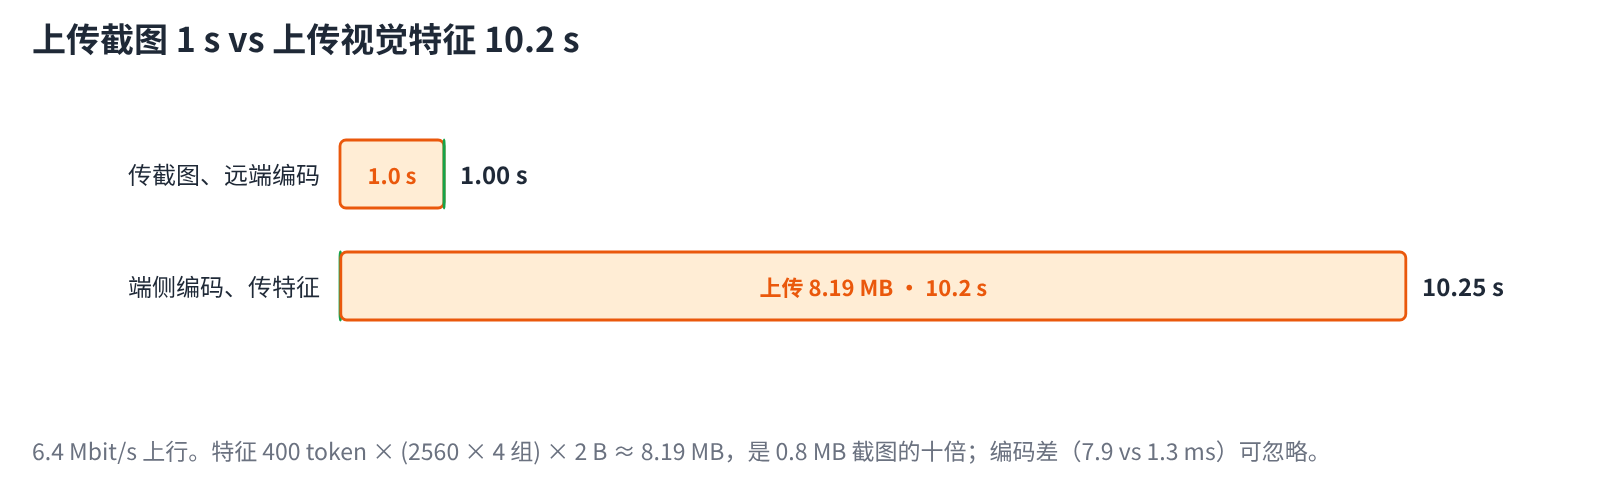 上传截图 1 s vs 上传视觉特征 10.2 s
传截图、远端编码 1.0 s 1.00 s
端侧编码、传特征 上传 8.19 MB · 10.2 s 10.25 s
6.4 Mbit/s 上行。特征 400 token × (2560 × 4 组) × 2 B ≈ 8.19 MB，是 0.8 MB 截图的十倍；编码差（7.9 vs 1.3 ms）可忽略。